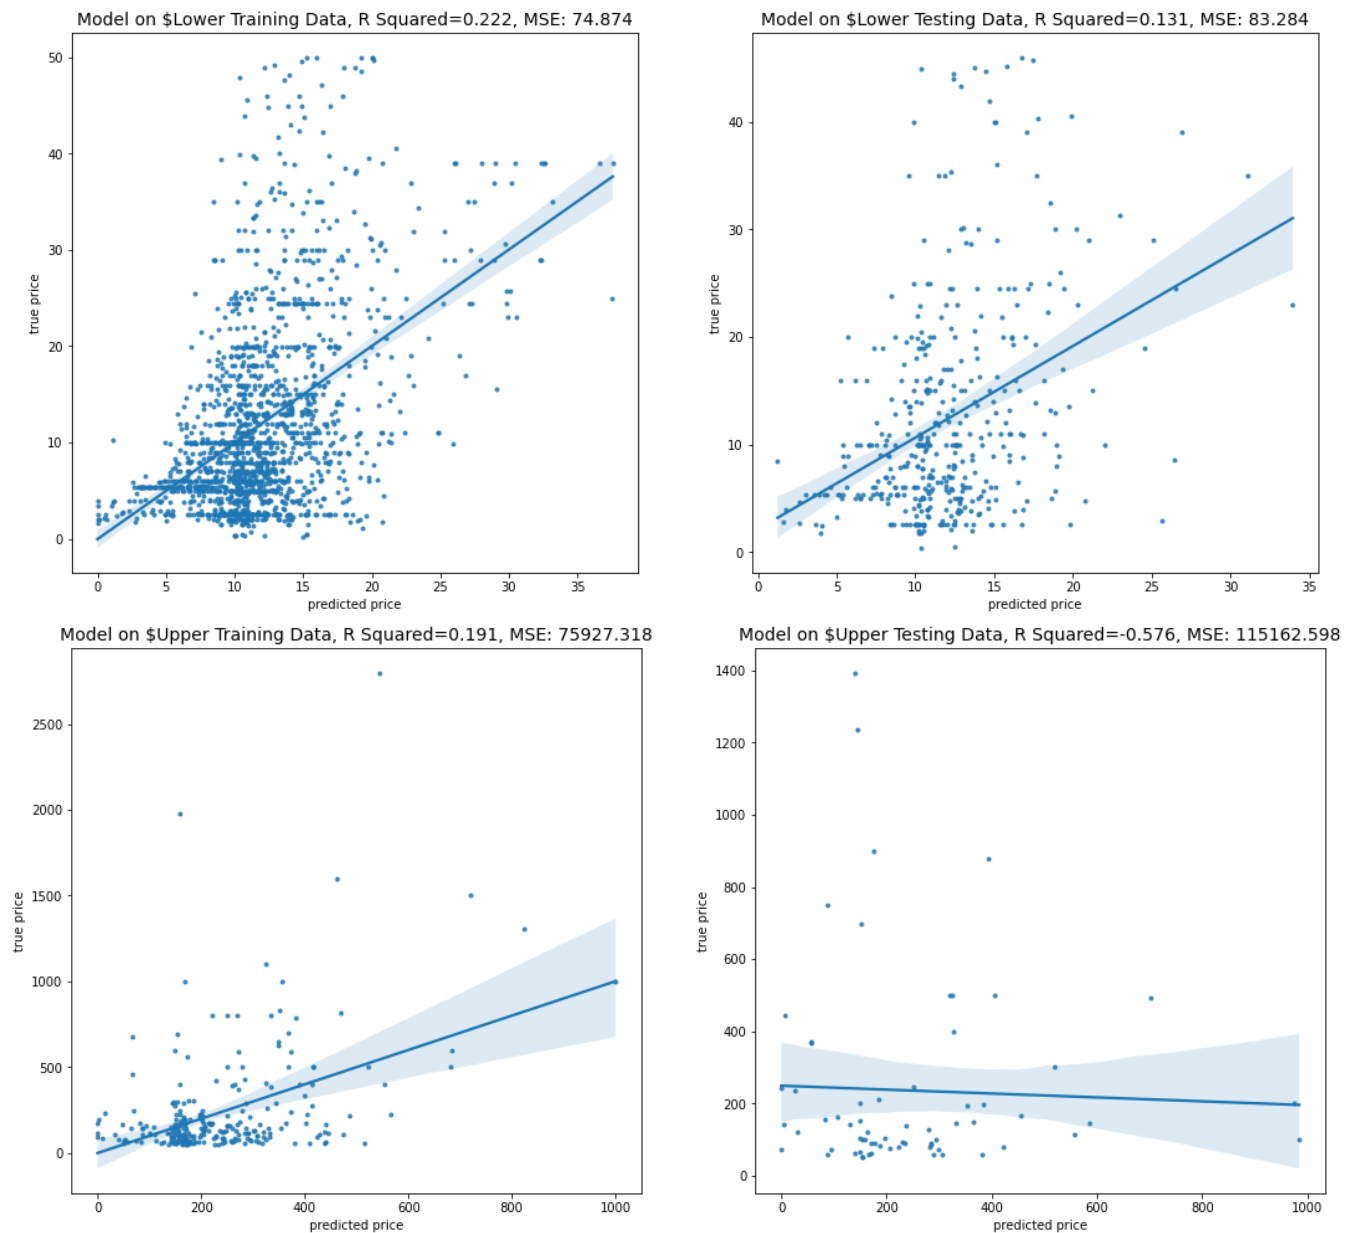 Model on $Lower Training Data, R Squared=0.222, MSE: 74.874
50
40
30
20
10
0
true price
0 5 10 15 20 25 30 35
predicted price
Model on $Lower Testing Data, R Squared=0.131, MSE: 83.284
40
30
20
10
0
true price
0 5 10 15 20 25 30 35
predicted price
Model on $Upper Training Data, R Squared=0.191, MSE: 75927.318
2500
2000
1500
1000
500
0
true price
0 200 400 600 800 1000
predicted price
Model on $Upper Testing Data, R Squared=-0.576, MSE: 115162.598
1400
1200
1000
800
600
400
200
0
true price
0 200 400 600 800 1000
predicted price